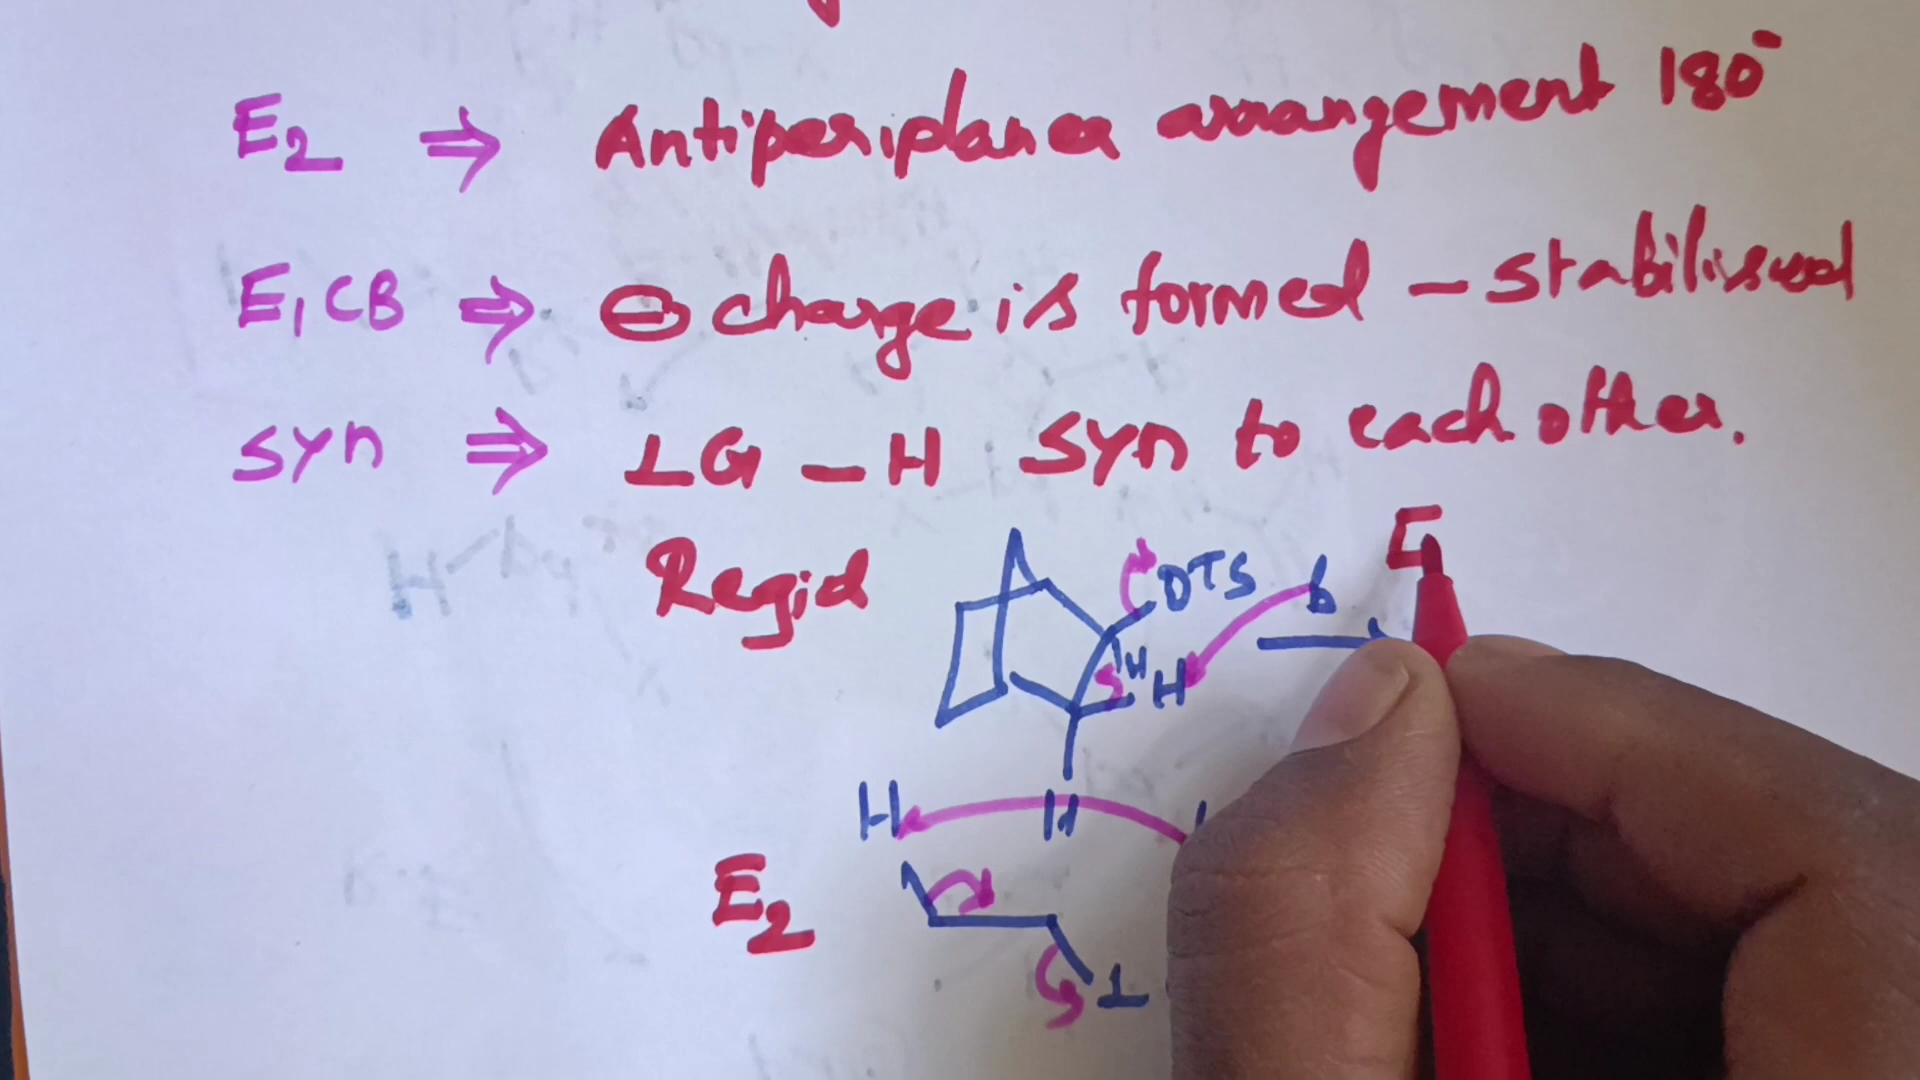 E2 ⇒ Antiperiplanar arrangement 180°
E1CB ⇒ ⊖ charge is formed - stabilised
Syn ⇒ LG - H Syn to each other.
Regid
OTS
b
H
H
H
H
E2
L